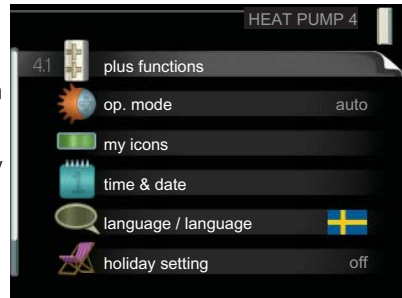 HEAT PUMP 4
4.1 plus functions
op. mode auto
my icons
1
time & date
language / language
holiday setting off